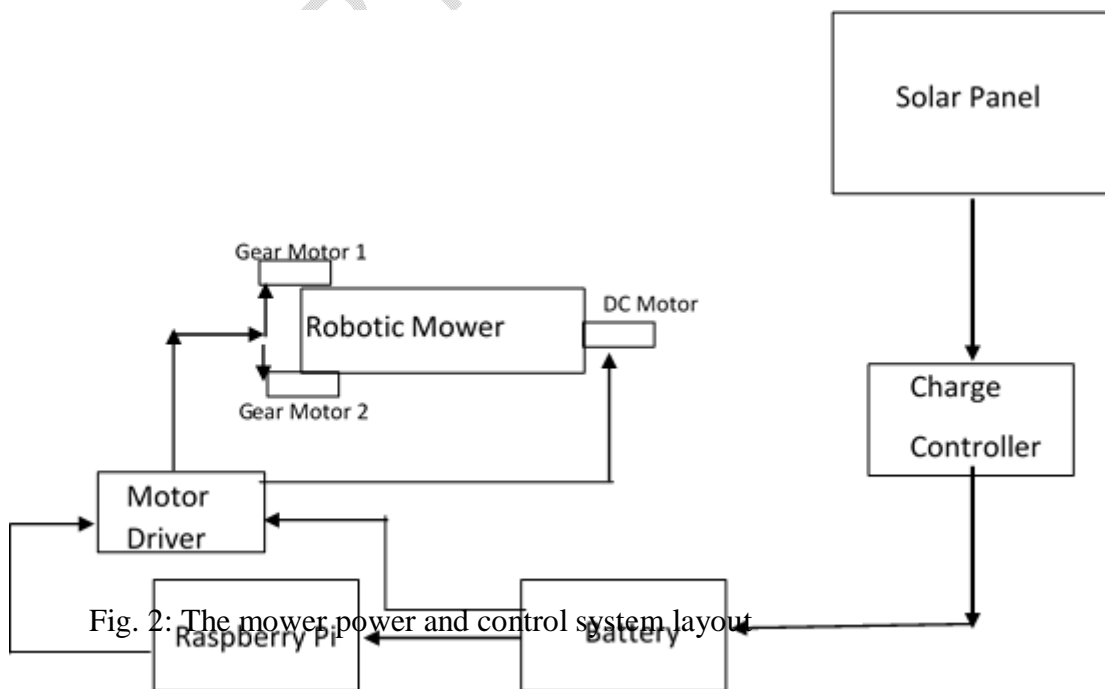 Solar Panel
Gear Motor 1
DC Motor
Robotic Mower
Gear Motor 2
Charge
Controller
Motor
Driver
Fig. 2: The mower power and control system layout
Raspberry Pi
Battery